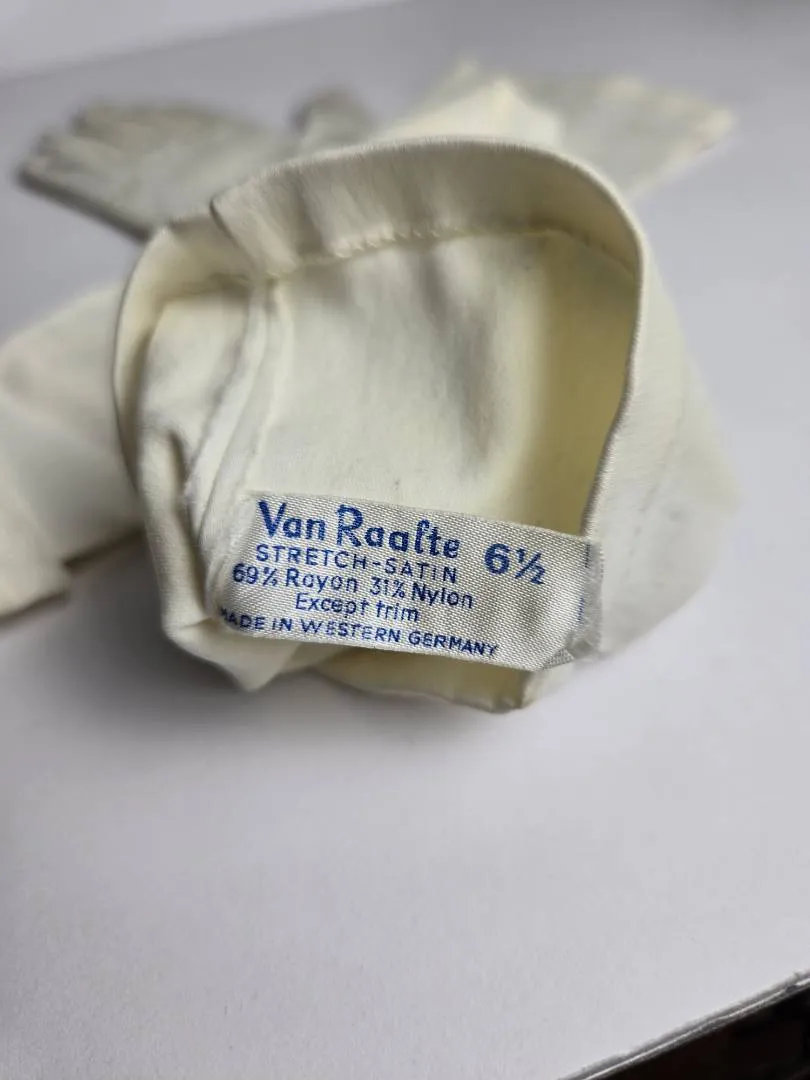 Van Raalte 6½
STRETCH-SATIN
69% Rayon 31% Nylon
Except trim
MADE IN WESTERN GERMANY